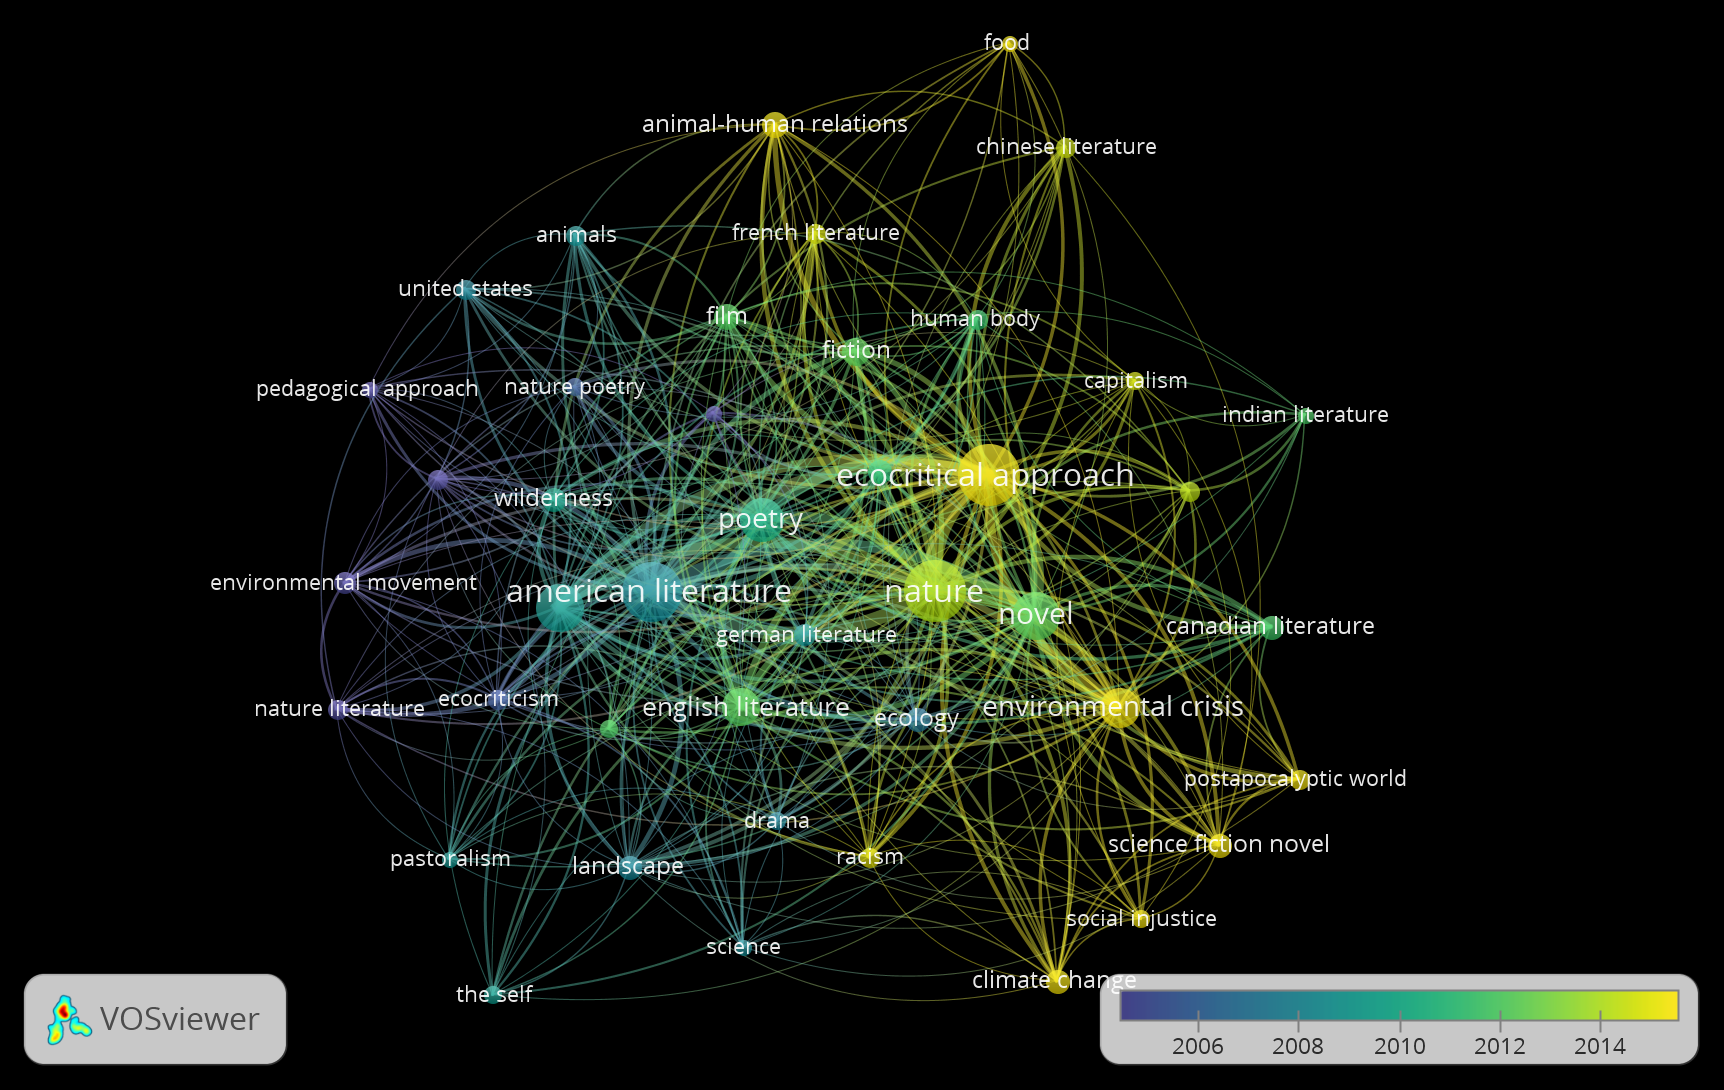 food
animal-human relations
chinese literature
animals
french literature
united states
film
human body
fiction
pedagogical approach
nature poetry
capitalism
indian literature
ecocritical approach
wilderness
poetry
environmental movement
american literature
nature
novel
german literature
canadian literature
nature literature
ecocriticism
english literature
ecology
environmental crisis
postapocalyptic world
drama
science fiction novel
pastoralism
landscape
racism
social injustice
science
climate change
the self
VOSviewer
2006 2008 2010 2012 2014